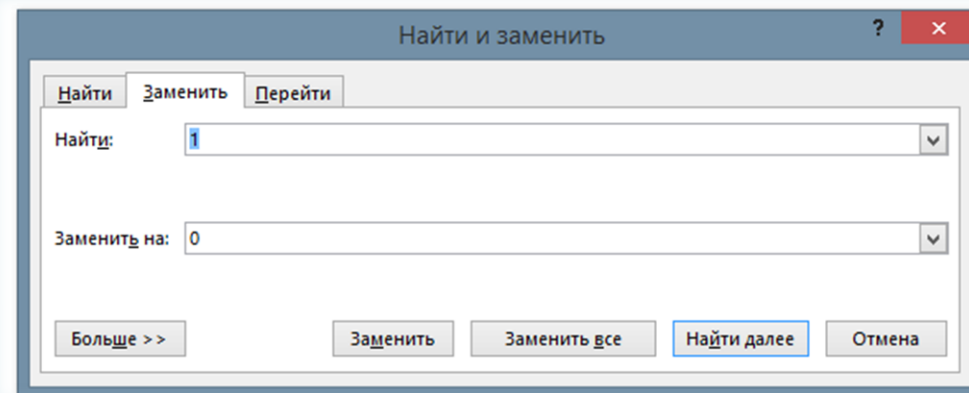 Найти и заменить ?
Найти Заменить Перейти
Найти: 1
Заменить на: 0
Больше >> Заменить Заменить все Найти далее Отмена